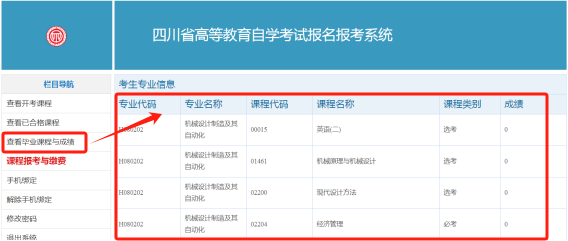 四川省高等教育自学考试报名报考系统
栏目导航
查看开考课程
查看已合格课程
查看毕业课程与成绩
课程报考与缴费
手机绑定
解除手机绑定
修改密码
退出系统
考生专业信息
专业代码 专业名称 课程代码 课程名称 课程类别 成绩
H080202 机械设计制造及其自动化 00015 英语(二) 选考 0
H080202 机械设计制造及其自动化 01461 机械原理与机械设计 选考 0
H080202 机械设计制造及其自动化 02200 现代设计方法 选考 0
H080202 机械设计制造及其自动化 02204 经济管理 必考 0